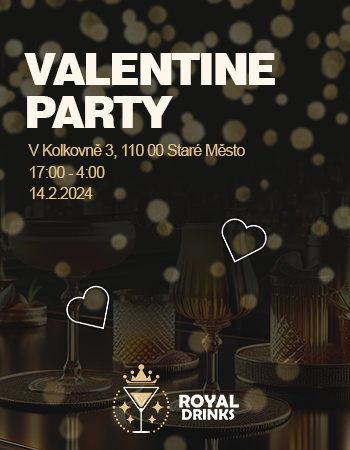 VALENTINE
PARTY
V Kolkovně 3, 110 00 Staré Město
17:00 - 4:00
14.2.2024
ROYAL
DRINKS